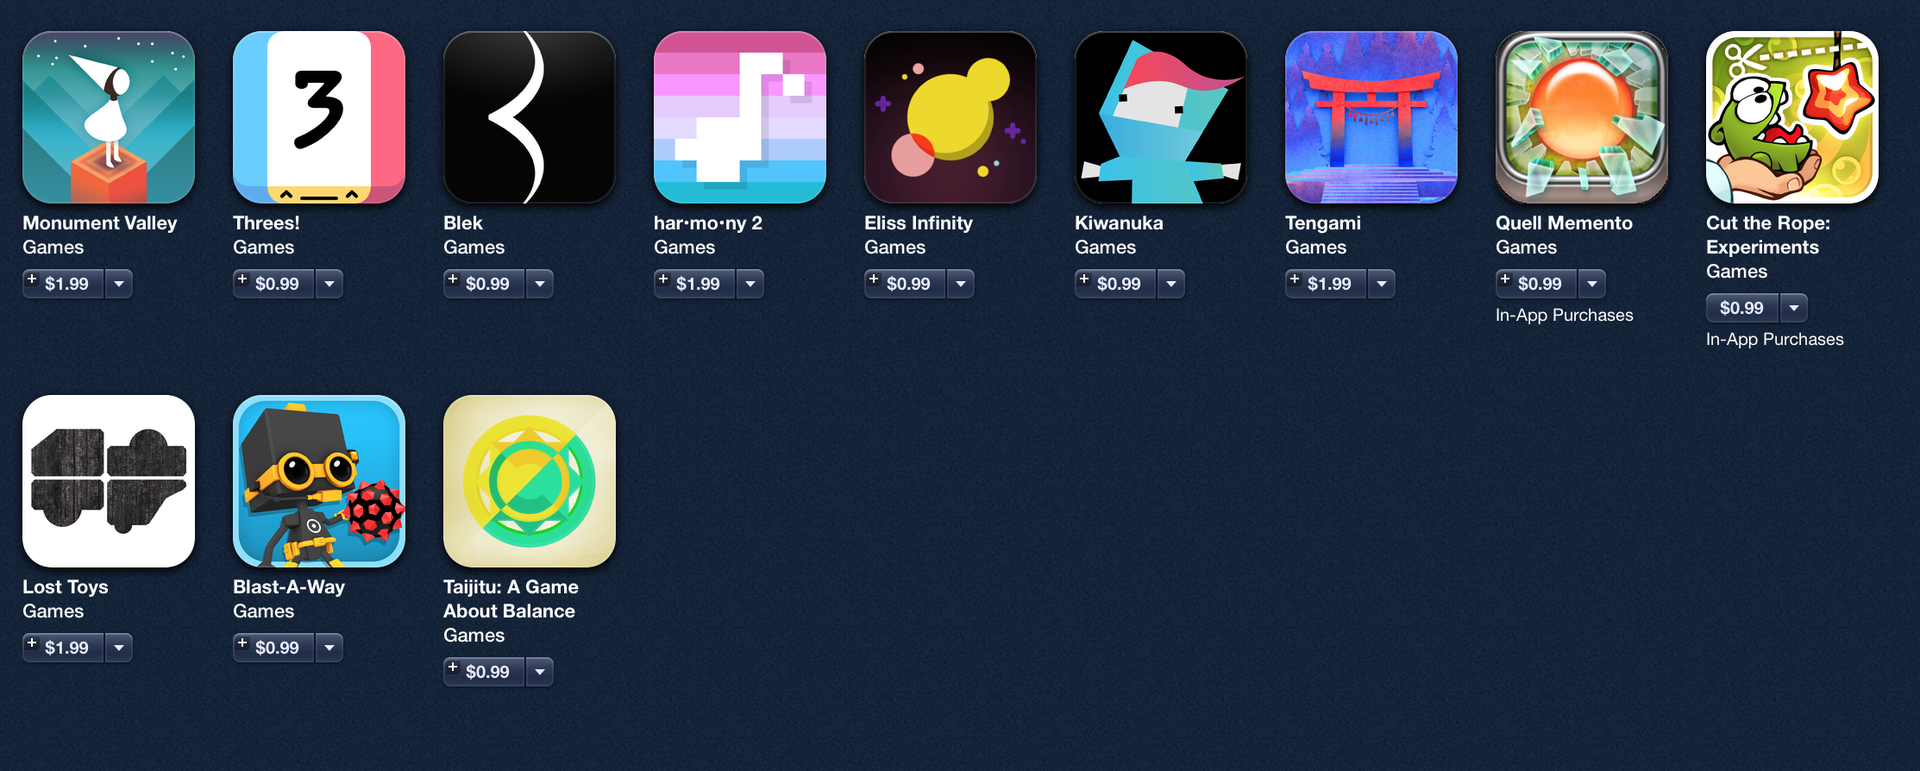 3
Monument Valley
Games
+ $1.99
Threes!
Games
+ $0.99
Blek
Games
+ $0.99
har•mo•ny 2
Games
+ $1.99
Eliss Infinity
Games
+ $0.99
Kiwanuka
Games
+ $0.99
Tengami
Games
+ $1.99
Quell Memento
Games
+ $0.99
In-App Purchases
Cut the Rope:
Experiments
Games
$0.99
In-App Purchases
Lost Toys
Games
+ $1.99
Blast-A-Way
Games
+ $0.99
Taijitu: A Game
About Balance
Games
+ $0.99